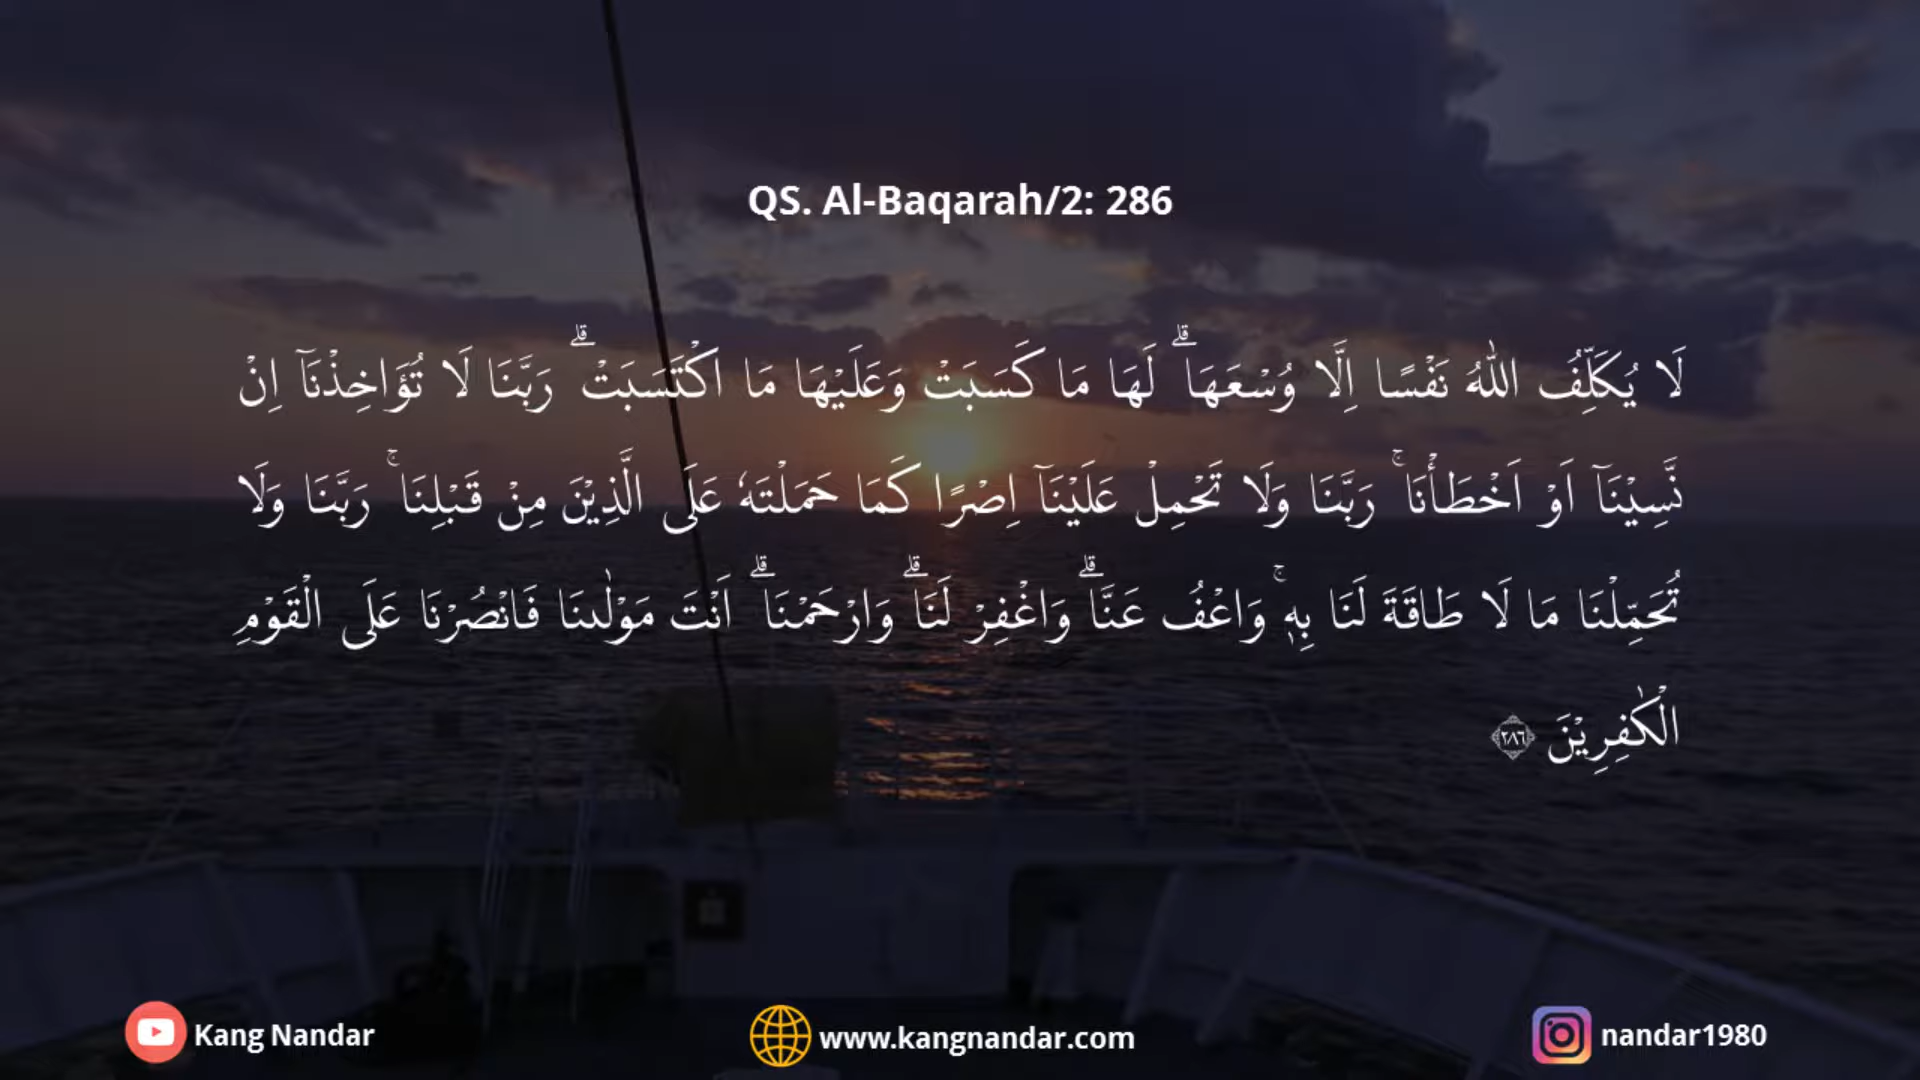 QS. Al-Baqarah/2: 286
لَا يُكَلِّفُ اللّٰهُ نَفْسًا اِلَّا وُسْعَهَاۗ لَهَا مَا كَسَبَتْ وَعَلَيْهَا مَا اكْتَسَبَتْۗ رَبَّنَا لَا تُؤَاخِذْنَآ اِنْ
نَّسِيْنَآ اَوْ اَخْطَأْنَاۚ رَبَّنَا وَلَا تَحْمِلْ عَلَيْنَآ اِصْرًا كَمَا حَمَلْتَهٗ عَلَى الَّذِيْنَ مِنْ قَبْلِنَاۚ رَبَّنَا وَلَا
تُحَمِّلْنَا مَا لَا طَاقَةَ لَنَا بِهٖۚ وَاعْفُ عَنَّاۗ وَاغْفِرْ لَنَاۗ وَارْحَمْنَاۗ اَنْتَ مَوْلٰىنَا فَانْصُرْنَا عَلَى الْقَوْمِ
الْكٰفِرِيْنَ ٢٨٦
Kang Nandar
www.kangnandar.com
nandar1980